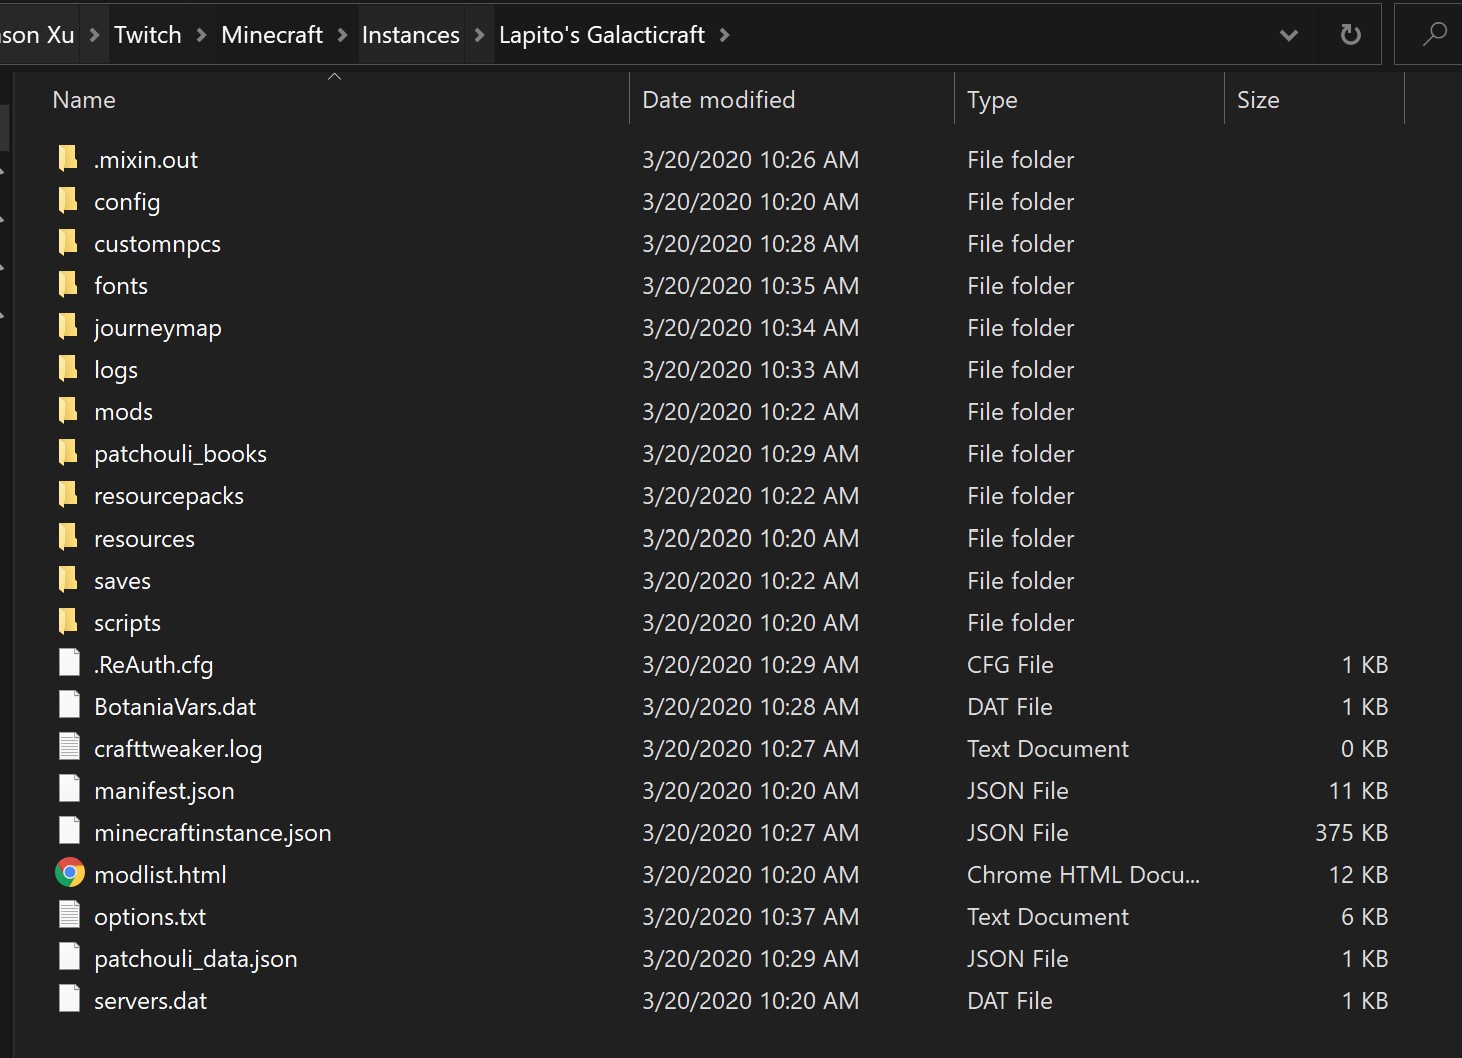 son Xu > Twitch > Minecraft > Instances > Lapito's Galacticraft >
Name Date modified Type Size
.mixin.out 3/20/2020 10:26 AM File folder
config 3/20/2020 10:20 AM File folder
customnpcs 3/20/2020 10:28 AM File folder
fonts 3/20/2020 10:35 AM File folder
journeymap 3/20/2020 10:34 AM File folder
logs 3/20/2020 10:33 AM File folder
mods 3/20/2020 10:22 AM File folder
patchouli_books 3/20/2020 10:29 AM File folder
resourcepacks 3/20/2020 10:22 AM File folder
resources 3/20/2020 10:20 AM File folder
saves 3/20/2020 10:22 AM File folder
scripts 3/20/2020 10:20 AM File folder
.ReAuth.cfg 3/20/2020 10:29 AM CFG File 1 KB
BotaniaVars.dat 3/20/2020 10:28 AM DAT File 1 KB
crafttweaker.log 3/20/2020 10:27 AM Text Document 0 KB
manifest.json 3/20/2020 10:20 AM JSON File 11 KB
minecraftinstance.json 3/20/2020 10:27 AM JSON File 375 KB
modlist.html 3/20/2020 10:20 AM Chrome HTML Docu... 12 KB
options.txt 3/20/2020 10:37 AM Text Document 6 KB
patchouli_data.json 3/20/2020 10:29 AM JSON File 1 KB
servers.dat 3/20/2020 10:20 AM DAT File 1 KB